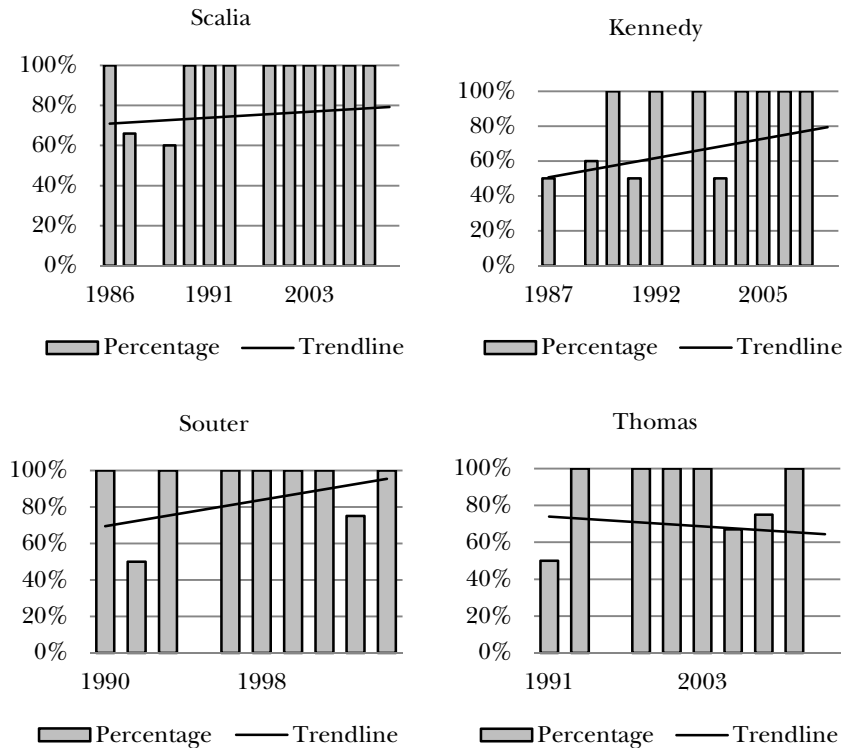 Scalia
100%
80%
60%
40%
20%
0%
1986 1991 2003
Percentage Trendline
Kennedy
100%
80%
60%
40%
20%
0%
1987 1992 2005
Percentage Trendline
Souter
100%
80%
60%
40%
20%
0%
1990 1998
Percentage Trendline
Thomas
100%
80%
60%
40%
20%
0%
1991 2003
Percentage Trendline